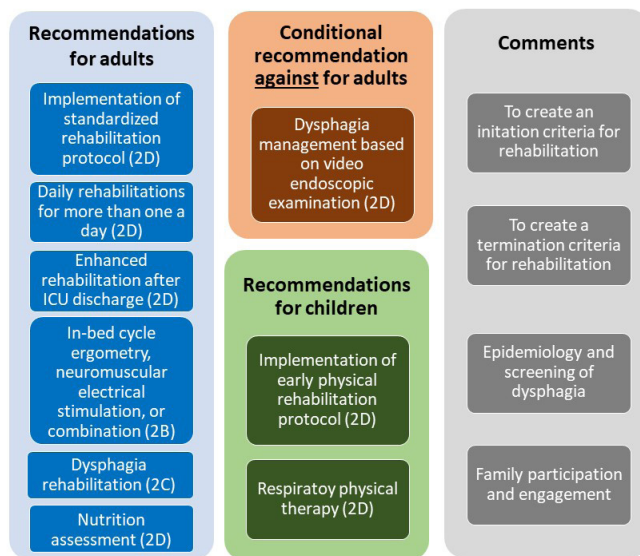 Recommendations
for adults
Implementation of
standardized
rehabilitation
protocol (2D)
Daily rehabilitations
for more than one a
day (2D)
Enhanced
rehabilitation after
ICU discharge (2D)
In-bed cycle
ergometry,
neuromuscular
electrical
stimulation, or
combination (2B)
Dysphagia
rehabilitation (2C)
Nutrition
assessment (2D)
Conditional
recommendation
against for adults
Dysphagia
management based
on video
endoscopic
examination (2D)
Recommendations
for children
Implementation of
early physical
rehabilitation
protocol (2D)
Respiratoy physical
therapy (2D)
Comments
To create an
initation criteria for
rehabilitation
To create a
termination criteria
for rehabilitation
Epidemiology and
screening of
dysphagia
Family participation
and engagement